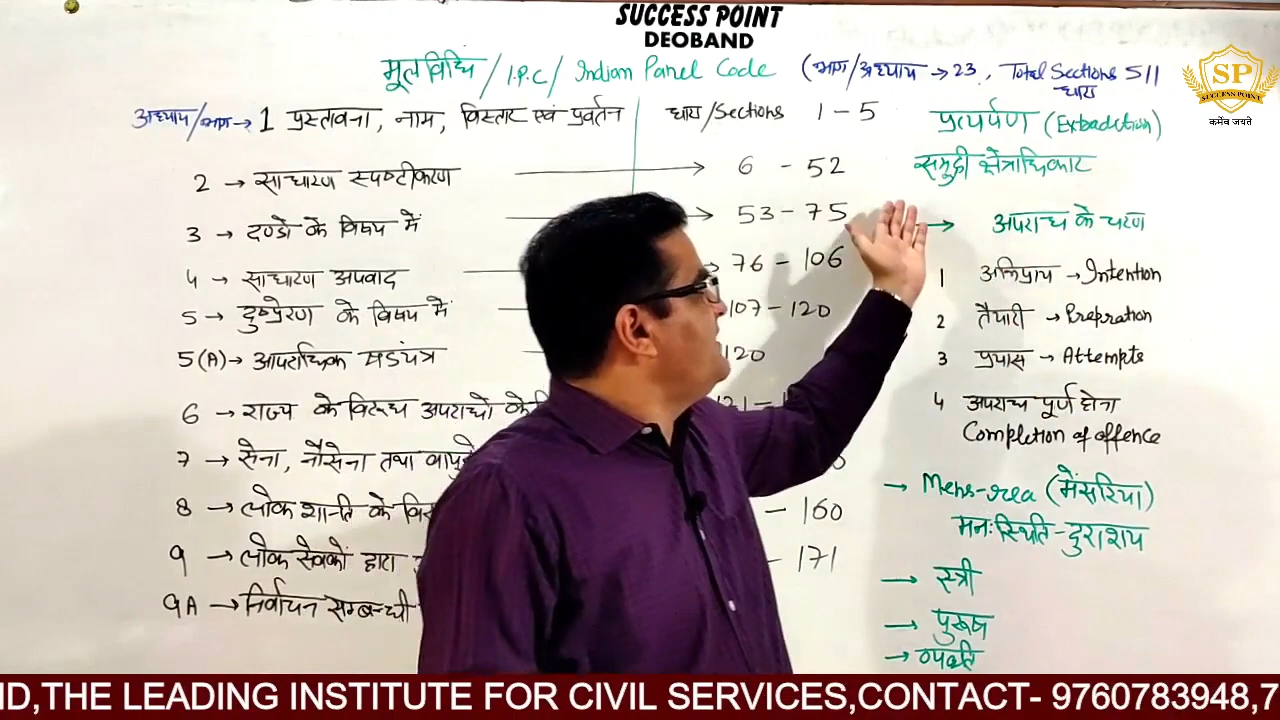 SUCCESS POINT
DEOBAND
मूल विधि / I.P.C / Indian Panel Code (भाग/अध्याय → 23, Total Sections 511
धारा
SP
SUCCESS POINT
कर्मेव जयते
अध्याय/भाग → 1 प्रस्तावना, नाम, विस्तार एवं प्रवर्तन धारा/Sections 1 - 5
2 → साधारण स्पष्टीकरण → 6 - 52
3 → दण्डो के विषय में → 53 - 75
4 → साधारण अपवाद → 76 - 106
5 → दुष्प्रेरण के विषय में 107 - 120
5(A) → आपराधिक षडंयत्र 120
6 → राज्य के विरूध अपराधो के
7 → सेना, नौसेना तथा
8 → लोक शान्ति के - 160
9 → लोक सेवकों द्वारा - 171
9A → निर्वाचन सम्बन्धी
प्रत्यर्पण (Extradition)
समुद्री क्षेत्राधिकार
→ अपराध के चरण
1 अभिप्राय → Intention
2 तैयारी → Prepration
3 प्रयास → Attempts
4 अपराध पूर्ण होना
Completion of offence
→ Mens-rea (मेंसरिया)
मनःस्थिति - दुराशय
→ स्त्री
→ पुरूष
→ व्यक्ति
ND,THE LEADING INSTITUTE FOR CIVIL SERVICES,CONTACT- 9760783948,7